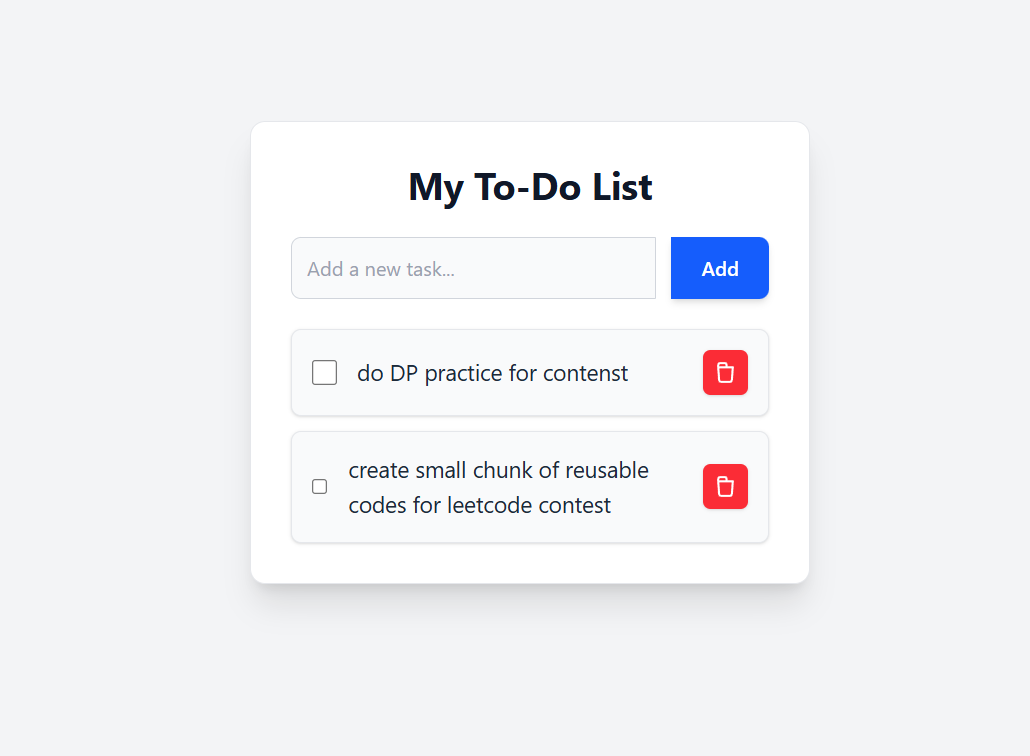 My To-Do List
Add a new task...
Add
do DP practice for contenst
create small chunk of reusable
codes for leetcode contest